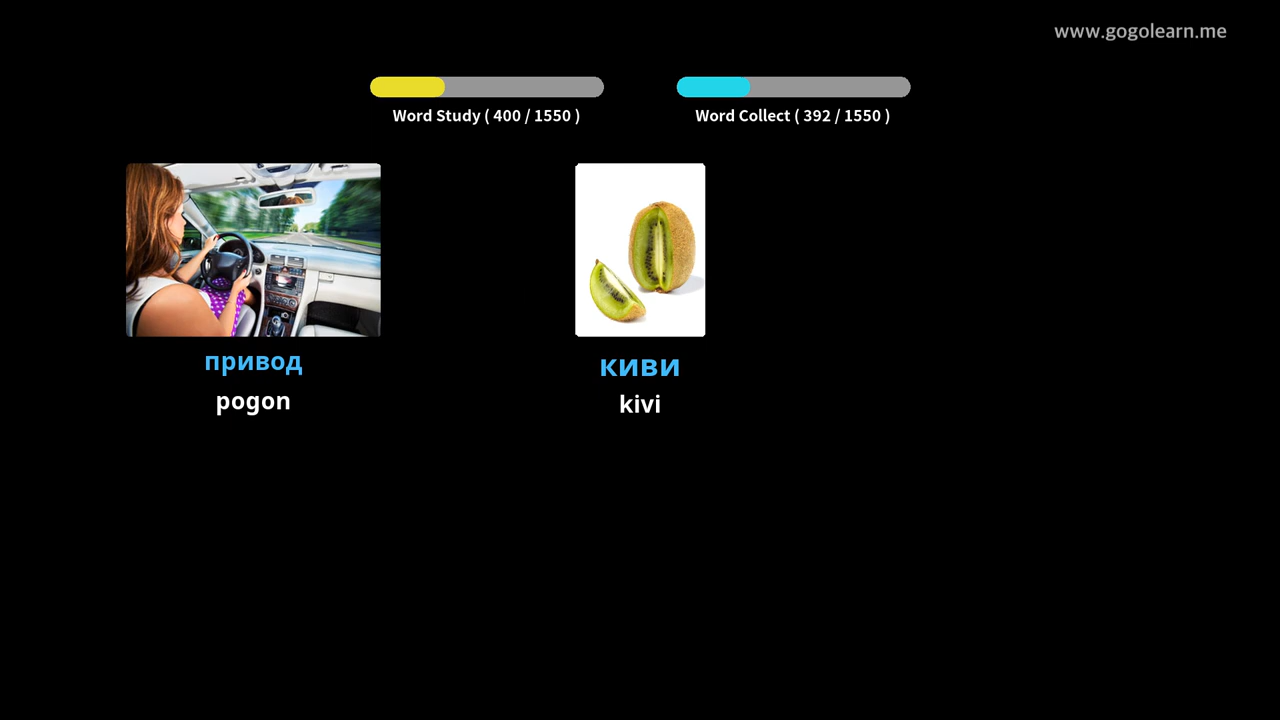 www.gogolearn.me
Word Study ( 400 / 1550 )
Word Collect ( 392 / 1550 )
привод
pogon
киви
kivi